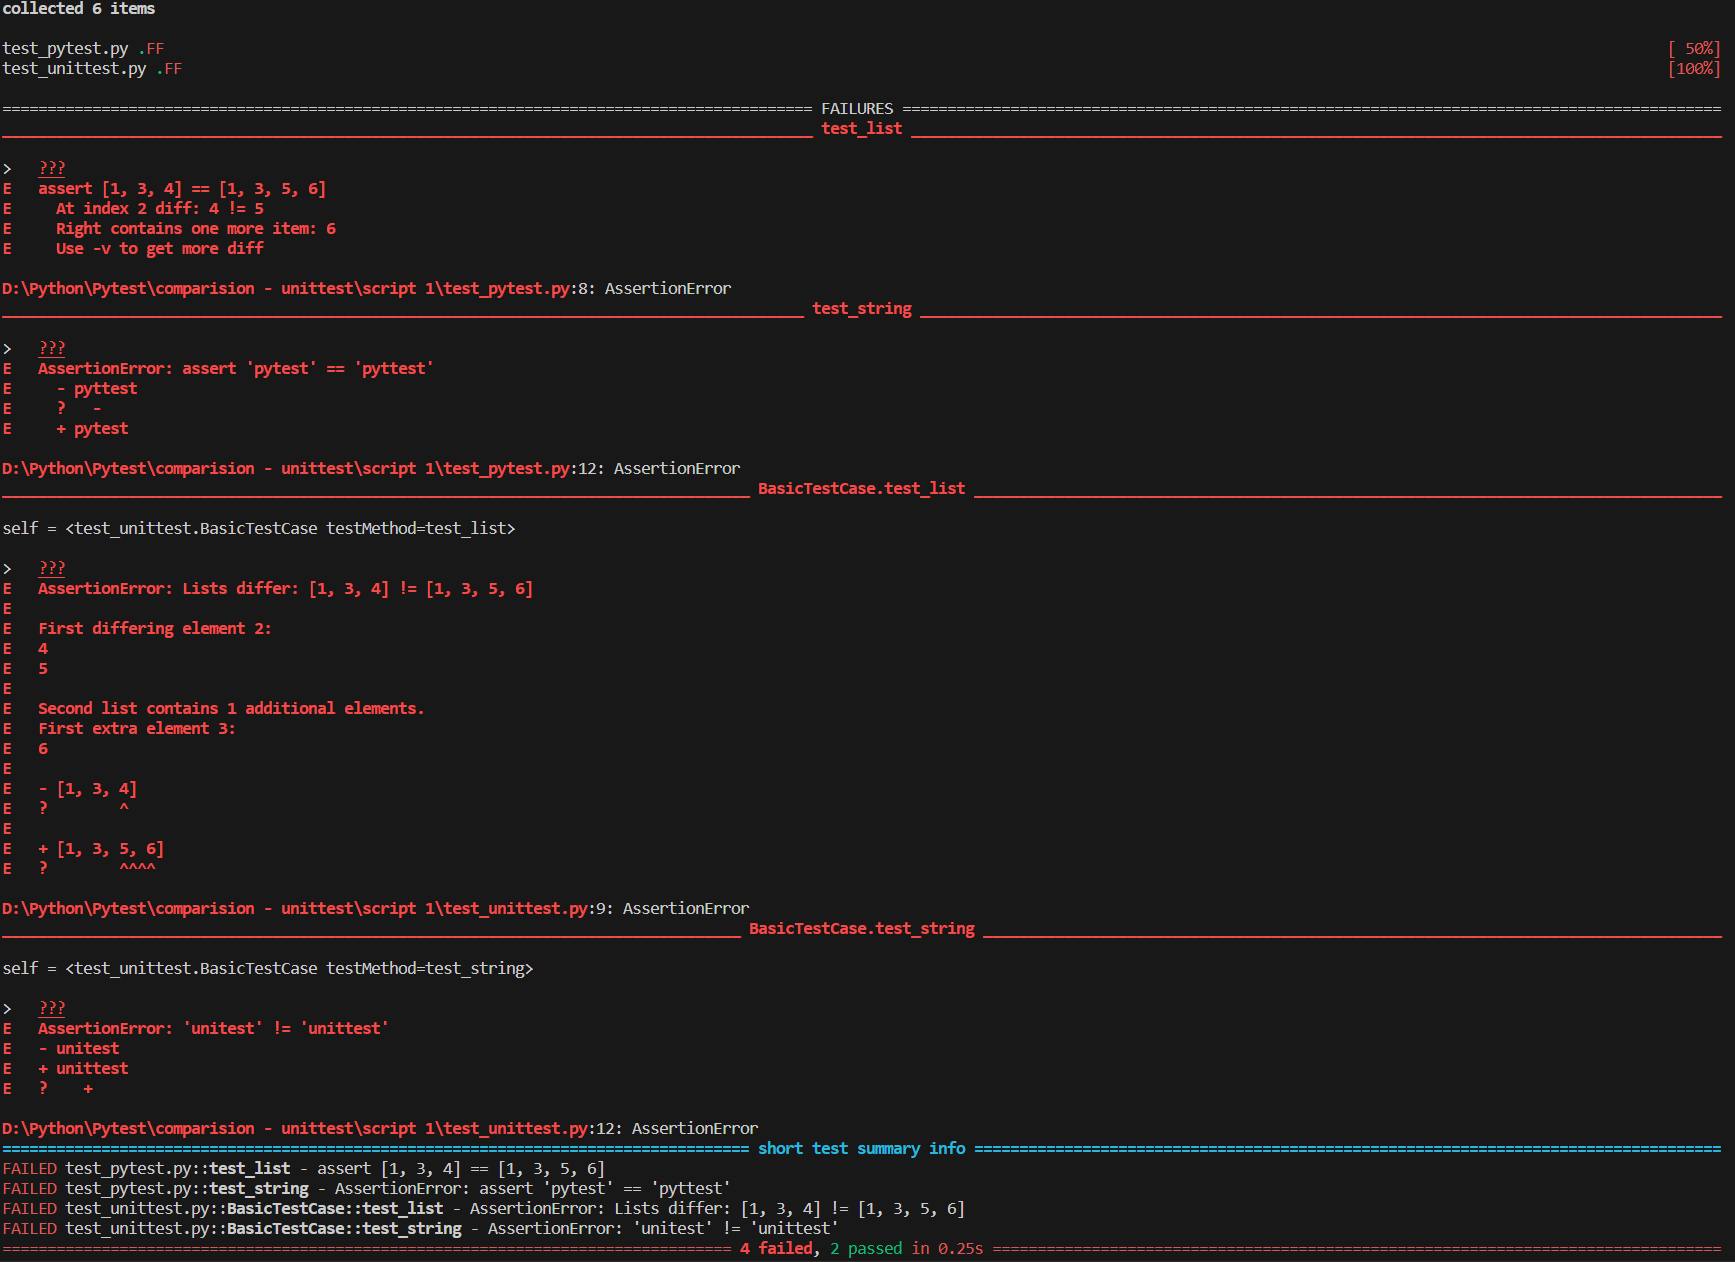 collected 6 items
test_pytest.py .FF [ 50%]
test_unittest.py .FF [100%]
FAILURES
test_list
> ???
E assert [1, 3, 4] == [1, 3, 5, 6]
E At index 2 diff: 4 != 5
E Right contains one more item: 6
E Use -v to get more diff
D:\Python\Pytest\comparision - unittest\script 1\test_pytest.py:8: AssertionError
test_string
> ???
E AssertionError: assert 'pytest' == 'pyttest'
E - pyttest
E ? -
E + pytest
D:\Python\Pytest\comparision - unittest\script 1\test_pytest.py:12: AssertionError
BasicTestCase.test_list
self = <test_unittest.BasicTestCase testMethod=test_list>
> ???
E AssertionError: Lists differ: [1, 3, 4] != [1, 3, 5, 6]
E
E First differing element 2:
E 4
E 5
E
E Second list contains 1 additional elements.
E First extra element 3:
E 6
E
E - [1, 3, 4]
E ? ^
E
E + [1, 3, 5, 6]
E ? ^^^^
D:\Python\Pytest\comparision - unittest\script 1\test_unittest.py:9: AssertionError
BasicTestCase.test_string
self = <test_unittest.BasicTestCase testMethod=test_string>
> ???
E AssertionError: 'unitest' != 'unittest'
E - unitest
E + unittest
E ? +
D:\Python\Pytest\comparision - unittest\script 1\test_unittest.py:12: AssertionError
short test summary info
FAILED test_pytest.py::test_list - assert [1, 3, 4] == [1, 3, 5, 6]
FAILED test_pytest.py::test_string - AssertionError: assert 'pytest' == 'pyttest'
FAILED test_unittest.py::BasicTestCase::test_list - AssertionError: Lists differ: [1, 3, 4] != [1, 3, 5, 6]
FAILED test_unittest.py::BasicTestCase::test_string - AssertionError: 'unitest' != 'unittest'
4 failed, 2 passed in 0.25s